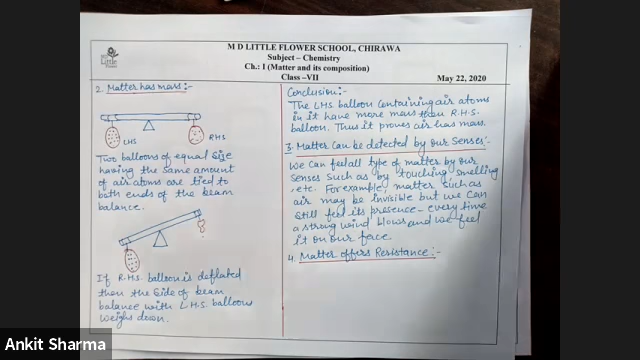 M D LITTLE FLOWER SCHOOL, CHIRAWA
Subject – Chemistry
Ch.: I (Matter and its composition)
Class –VII
May 22, 2020
Little
2. Matter has mass:-
LHS
RHS
Two balloons of equal size
having the same amount
of air atoms are tied to
both ends of the beam
balance.
If R.H.S. balloon is deflated
then the side of beam
balance with L.H.S. balloons
weighs down.
Conclusion:-
The LHS. balloon containing air atoms
in it have more mass than R.H.S.
balloon. Thus it proves air has mass.
3. Matter can be detected by our senses:-
We can feel all type of matter by our
senses such as by touching, smelling
, etc. For example, matter such as
air may be invisible but we can
still feel its presence – every time
a strong wind blows and we feel
it on our face.
4. Matter offers Resistance:-
Ankit Sharma